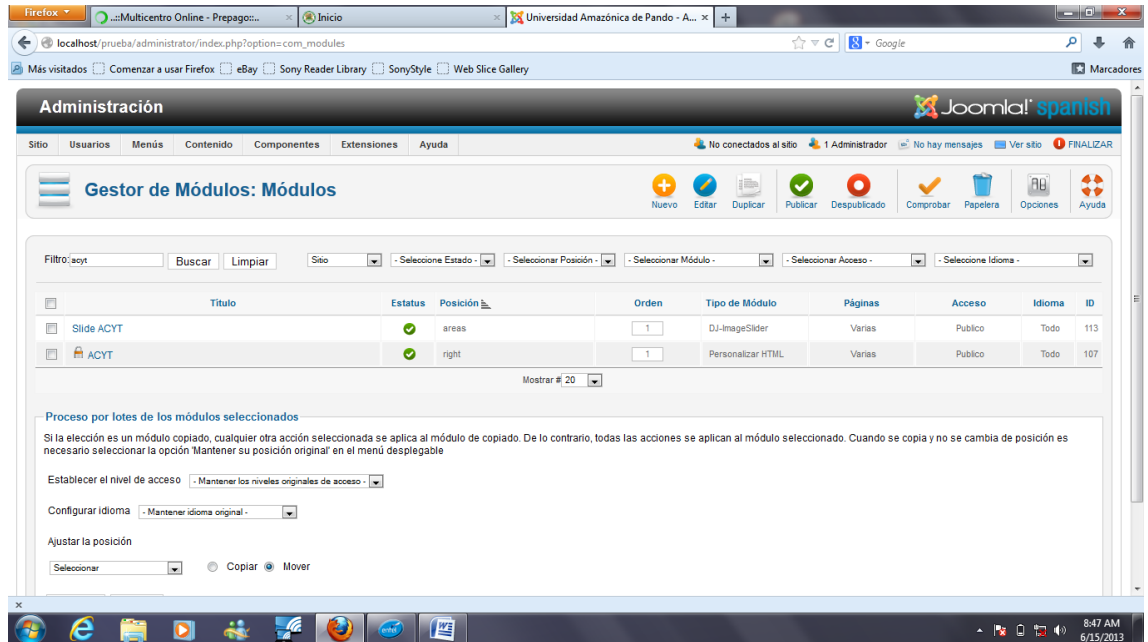 Firefox
..::Multicentro Online - Prepago::..
Inicio
Universidad Amazónica de Pando - A...
localhost/prueba/administrator/index.php?option=com_modules
Google
Más visitados Comenzar a usar Firefox eBay Sony Reader Library SonyStyle Web Slice Gallery
Marcadores
Administración
Joomla! spanish
Sitio Usuarios Menús Contenido Componentes Extensiones Ayuda
No conectados al sitio 1 Administrador No hay mensajes Ver sitio FINALIZAR
Gestor de Módulos: Módulos
Nuevo Editar Duplicar Publicar Despublicado Comprobar Papelera Opciones Ayuda
Filtro: acyt Buscar Limpiar Sitio - Seleccione Estado - - Seleccionar Posición - - Seleccionar Módulo - - Seleccionar Acceso - - Seleccione Idioma -
Título Estatus Posición Orden Tipo de Módulo Páginas Acceso Idioma ID
Slide ACYT areas 1 DJ-ImageSlider Varias Publico Todo 113
ACYT right 1 Personalizar HTML Varias Publico Todo 107
Mostrar # 20
Proceso por lotes de los módulos seleccionados
Si la elección es un módulo copiado, cualquier otra acción seleccionada se aplica al módulo de copiado. De lo contrario, todas las acciones se aplican al módulo seleccionado. Cuando se copia y no se cambia de posición es
necesario seleccionar la opción 'Mantener su posición original' en el menú desplegable
Establecer el nivel de acceso - Mantener los niveles originales de acceso -
Configurar idioma - Mantener idioma original -
Ajustar la posición
Seleccionar Copiar Mover
8:47 AM
6/15/2013